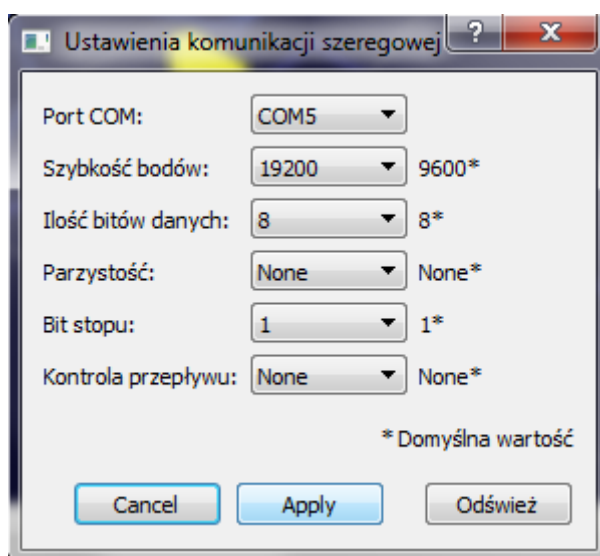 Ustawienia komunikacji szeregowej ? X
Port COM: COM5
Szybkość bodów: 19200 9600*
Ilość bitów danych: 8 8*
Parzystość: None None*
Bit stopu: 1 1*
Kontrola przepływu: None None*
* Domyślna wartość
Cancel Apply Odśwież